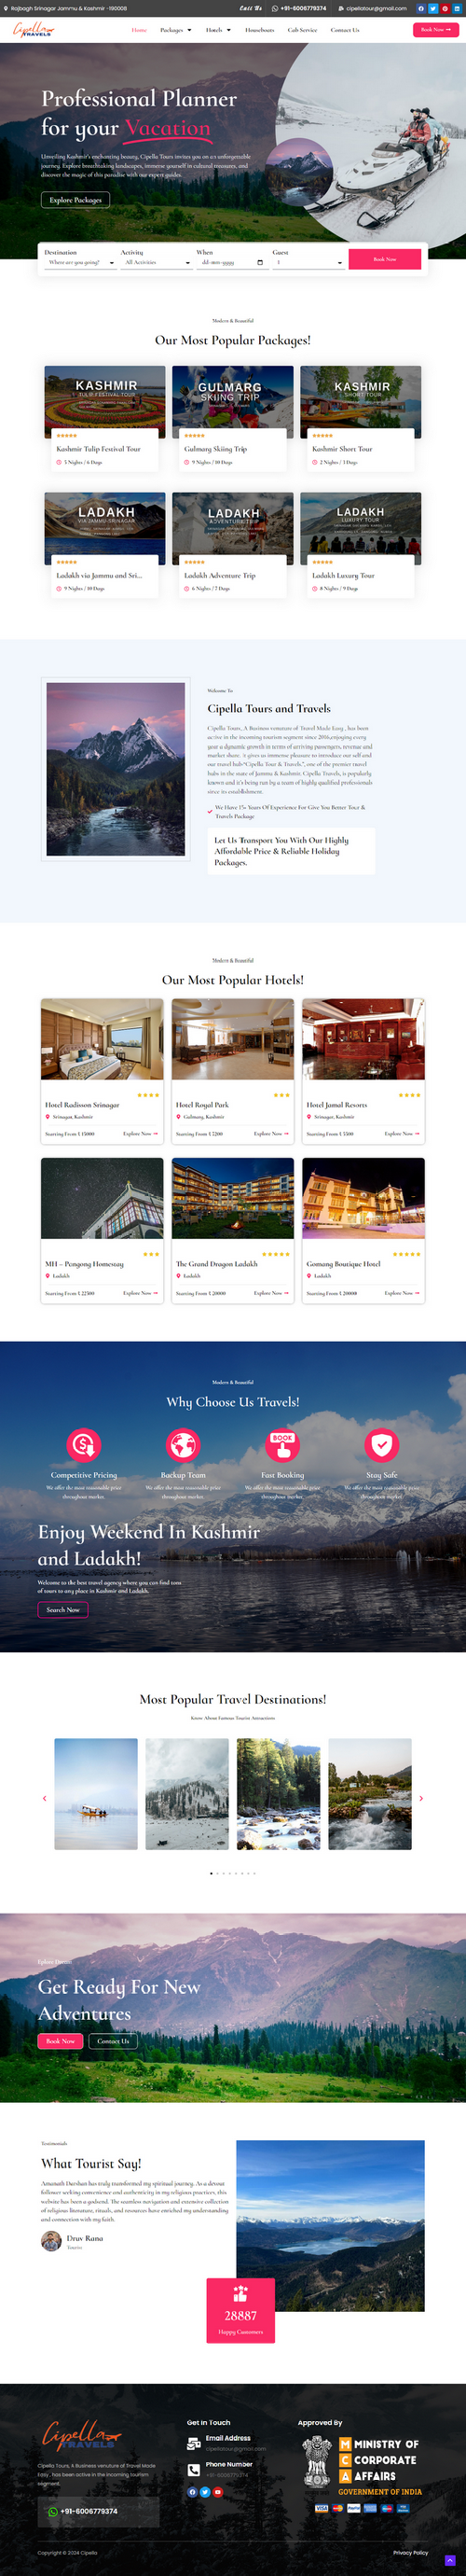 Rajbagh Srinagar Jammu & Kashmir -190008
Call Us
+91-6006779374
cipellatour@gmail.com
Cipella
TRAVELS
Home
Packages
Hotels
Houseboats
Cab Service
Contact Us
Book Now
Professional Planner
for your Vacation
Unveiling Kashmir's enchanting beauty, Cipella Tours invites you on an unforgettable
journey. Explore breathtaking landscapes, immerse yourself in cultural treasures, and
discover the magic of this paradise with our expert guides.
Explore Packages
Destination
Where are you going?
Activity
All Activities
When
dd-mm-yyyy
Guest
1
Book Now
Modern & Beautiful
Our Most Popular Packages!
KASHMIR
TULIP FESTIVAL TOUR
Kashmir Tulip Festival Tour
5 Nights / 6 Days
GULMARG
SKIING TRIP
Gulmarg Skiing Trip
9 Nights / 10 Days
KASHMIR
SHORT TOUR
Kashmir Short Tour
2 Nights / 3 Days
LADAKH
VIA JAMMU-SRINAGAR
Ladakh via Jammu and Sri...
9 Nights / 10 Days
LADAKH
ADVENTURE TRIP
Ladakh Adventure Trip
6 Nights / 7 Days
LADAKH
LUXURY TOUR
Ladakh Luxury Tour
8 Nights / 9 Days
Welcome To
Cipella Tours and Travels
Cipella Tours, A Business venuture of Travel Made Easy , has been
active in the incoming tourism segment since 2016,enjoying every
year a dynamic growth in terms of arriving passengers, revenue and
market share. it gives us immense pleasure to introduce our self and
our travel hub"Cipella Tour & Travels.", one of the premier travel
hubs in the state of Jammu & Kashmir. Cipella Travels, is popularly
known and it's being run by a team of highly qualified professionals
since its establishment.
We Have 15+ Years Of Experience For Give You Better Tour &
Travels Package
Let Us Transport You With Our Highly
Affordable Price & Reliable Holiday
Packages.
Modern & Beautiful
Our Most Popular Hotels!
Hotel Radisson Srinagar
Srinagar, Kashmir
Starting From
Explore Now
Hotel Royal Park
Gulmarg, Kashmir
Starting From
Explore Now
Hotel Jamal Resorts
Srinagar, Kashmir
Starting From
Explore Now
MH – Pangong Homestay
Ladakh
Starting From
Explore Now
The Grand Dragon Ladakh
Ladakh
Starting From
Explore Now
Gomang Boutique Hotel
Ladakh
Starting From
Explore Now
Modern & Beautiful
Why Choose Us Travels!
BOOK
Competitive Pricing
We offer the most reasonable price
throughout market.
Backup Team
We offer the most reasonable price
throughout market.
Fast Booking
We offer the most reasonable price
throughout market.
Stay Safe
We offer the most reasonable price
throughout market.
Enjoy Weekend In Kashmir
and Ladakh!
Welcome to the best travel agency where you can find tons
of tours to any place in Kashmir and Ladakh.
Search Now
Most Popular Travel Destinations!
Know About Famous Tourist Attractions
Get Ready For New
Adventures
Book Now
Contact Us
Testimonials
What Tourist Say!
Amarnath Darshan has truly transformed my spiritual journey. As a devout
follower seeking convenience and authenticity in my religious practices, this
website has been a godsend. The seamless navigation and extensive collection
of religious literature, rituals, and resources have enriched my understanding
and connection with my faith.
Druv Rana
Tourist
28887
Happy Customers
Cipella
TRAVELS
Cipella Tours, A Business venuture of Travel Made
Easy , has been active in the incoming tourism
segment.
+91-6006779374
Get In Touch
Email Address
cipellatour@gmail.com
Phone Number
+91-6006779374
Approved By
MCA
MINISTRY OF
CORPORATE
AFFAIRS
GOVERNMENT OF INDIA
VISA
PayPal
Copyright © 2024 Cipella
Privacy Policy